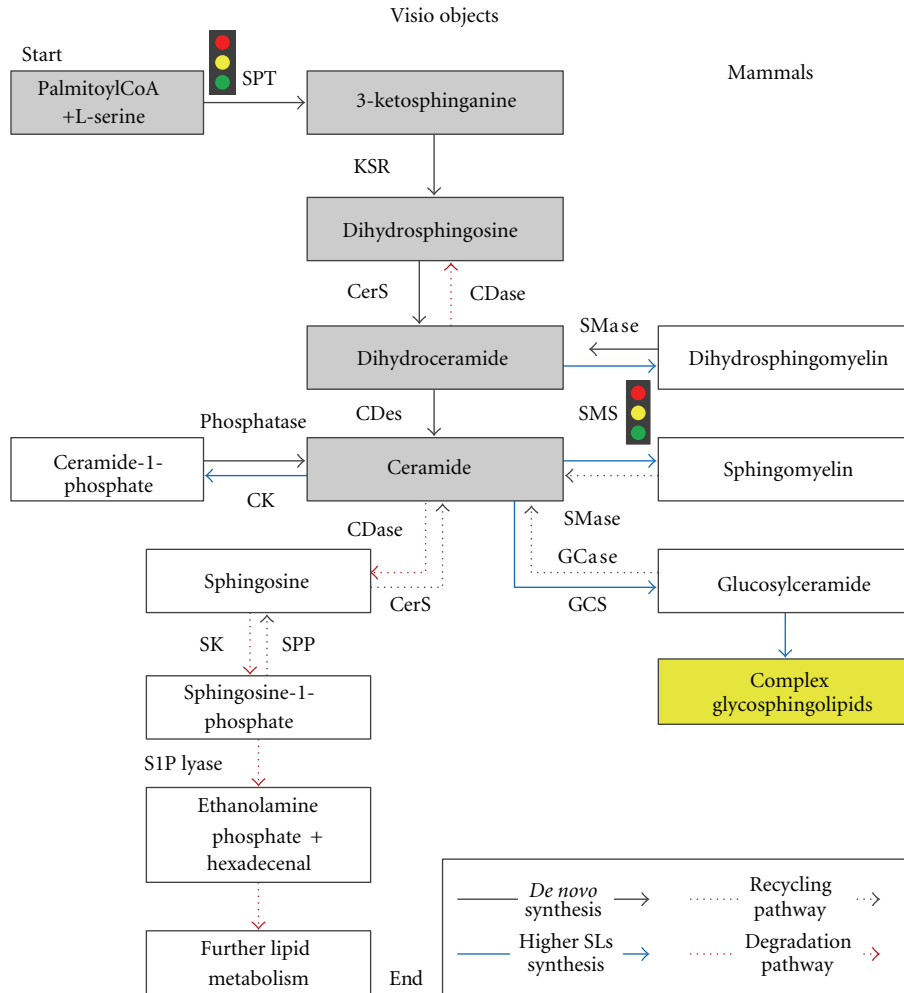 Visio objects
Start
SPT
Mammals
PalmitoylCoA
+L-serine
3-ketosphinganine
KSR
Dihydrosphingosine
CerS
CDase
SMase
Dihydroceramide
Dihydrosphingomyelin
CDes
SMS
Phosphatase
Ceramide-1-
phosphate
Ceramide
Sphingomyelin
CK
CDase
SMase
GCase
Sphingosine
CerS
GCS
Glucosylceramide
SK
SPP
Sphingosine-1-
phosphate
Complex
glycosphingolipids
S1P lyase
Ethanolamine
phosphate +
hexadecenal
De novo
synthesis
Recycling
pathway
Higher SLs
synthesis
Degradation
pathway
Further lipid
metabolism
End